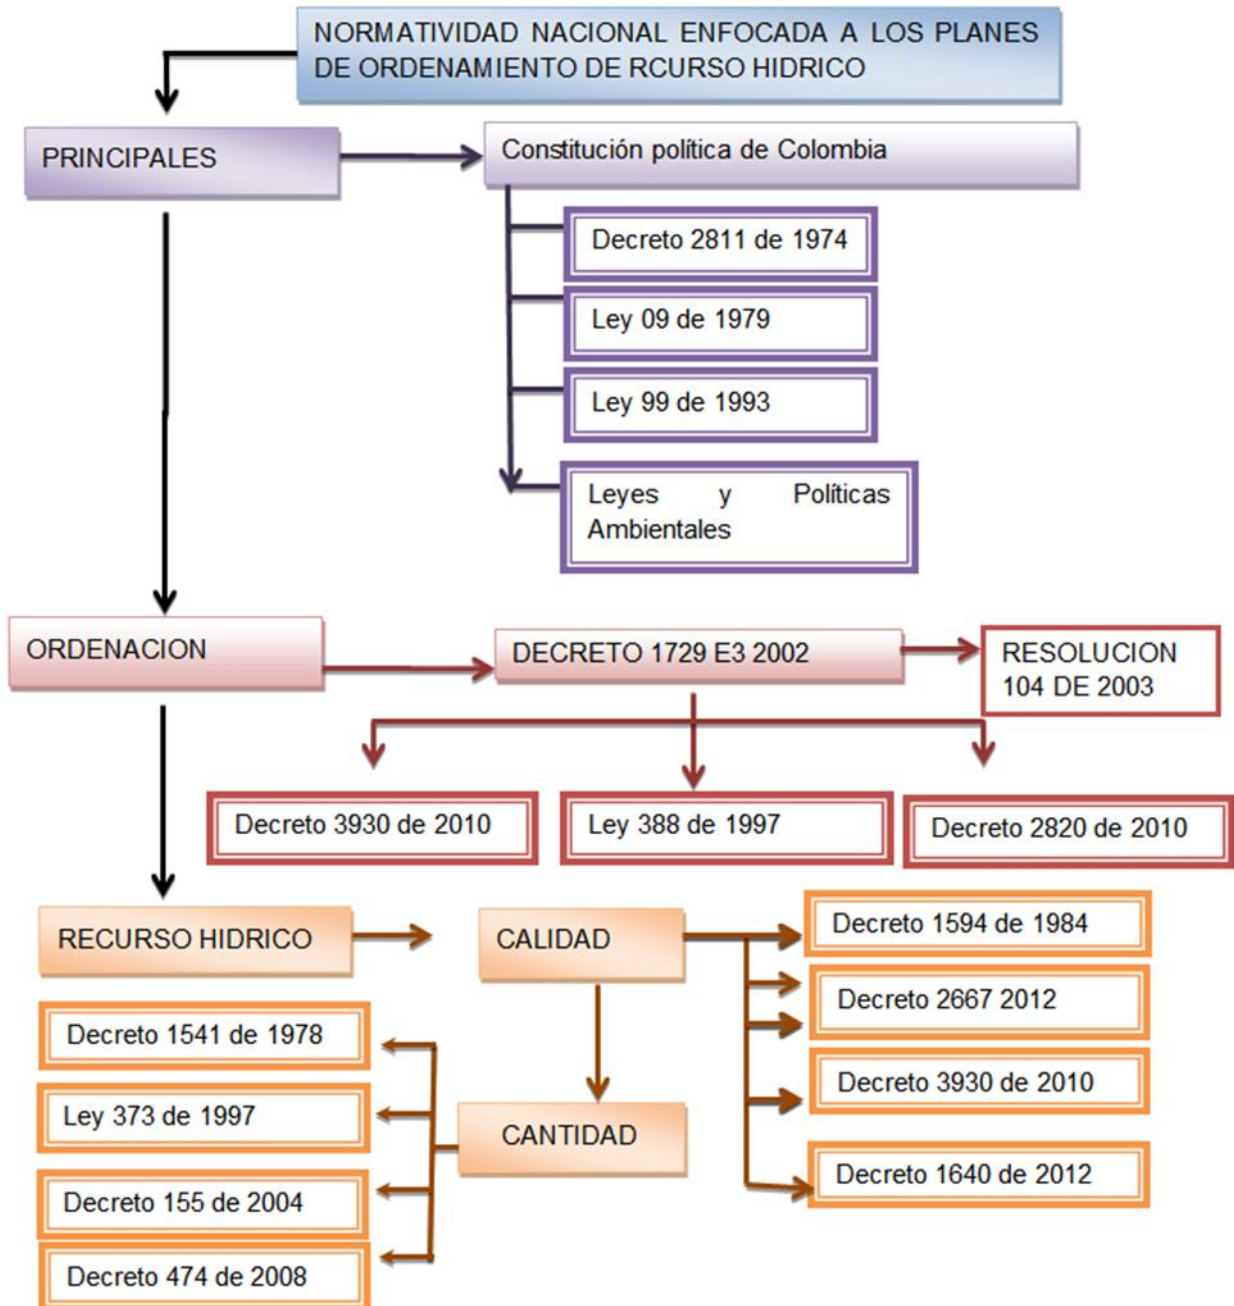 NORMATIVIDAD NACIONAL ENFOCADA A LOS PLANES
DE ORDENAMIENTO DE RCURSO HIDRICO
PRINCIPALES
Constitución política de Colombia
Decreto 2811 de 1974
Ley 09 de 1979
Ley 99 de 1993
Leyes y Políticas
Ambientales
ORDENACION
DECRETO 1729 E3 2002
RESOLUCION
104 DE 2003
Decreto 3930 de 2010
Ley 388 de 1997
Decreto 2820 de 2010
RECURSO HIDRICO
CALIDAD
Decreto 1594 de 1984
Decreto 2667 2012
Decreto 3930 de 2010
Decreto 1640 de 2012
CANTIDAD
Decreto 1541 de 1978
Ley 373 de 1997
Decreto 155 de 2004
Decreto 474 de 2008